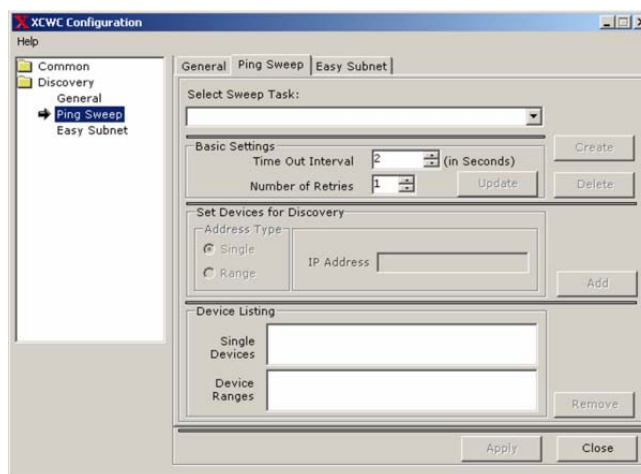 XCWC Configuration
Help
Common
Discovery
General
Ping Sweep
Easy Subnet
General Ping Sweep Easy Subnet
Select Sweep Task:
Basic Settings
Time Out Interval 2 (in Seconds)
Number of Retries 1 Update
Create
Delete
Set Devices for Discovery
Address Type
Single
Range
IP Address
Add
Device Listing
Single
Devices
Device
Ranges
Remove
Apply Close